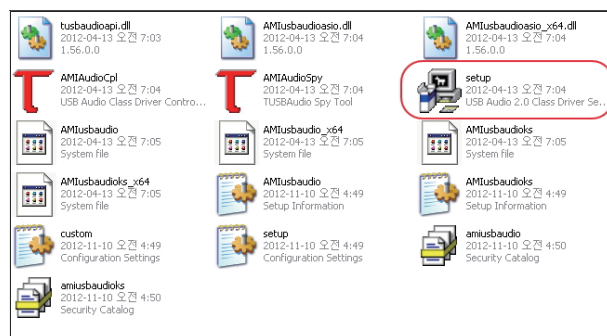 tusbaudioapi.dll
2012-04-13 오전 7:03
1.56.0.0
AMIusbaudioasio.dll
2012-04-13 오전 7:04
1.56.0.0
AMIusbaudioasio_x64.dll
2012-04-13 오전 7:04
1.56.0.0
AMIAudioCpl
2012-04-13 오전 7:04
USB Audio Class Driver Contro...
AMIAudioSpy
2012-04-13 오전 7:04
TUSBAudio Spy Tool
setup
2012-04-13 오전 7:04
USB Audio 2.0 Class Driver Se...
AMIusbaudio
2012-04-13 오전 7:05
System file
AMIusbaudio_x64
2012-04-13 오전 7:05
System file
AMIusbaudioks
2012-04-13 오전 7:05
System file
AMIusbaudioks_x64
2012-04-13 오전 7:05
System file
AMIusbaudio
2012-11-10 오전 4:49
Setup Information
AMIusbaudioks
2012-11-10 오전 4:49
Setup Information
custom
2012-11-10 오전 4:49
Configuration Settings
setup
2012-11-10 오전 4:49
Configuration Settings
amiusbaudio
2012-11-10 오전 4:50
Security Catalog
amiusbaudioks
2012-11-10 오전 4:50
Security Catalog